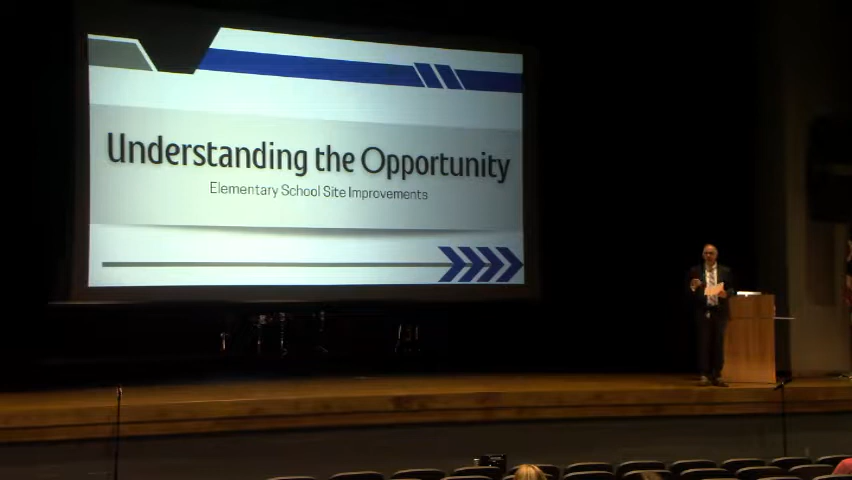 Understanding the Opportunity
Elementary School Site Improvements